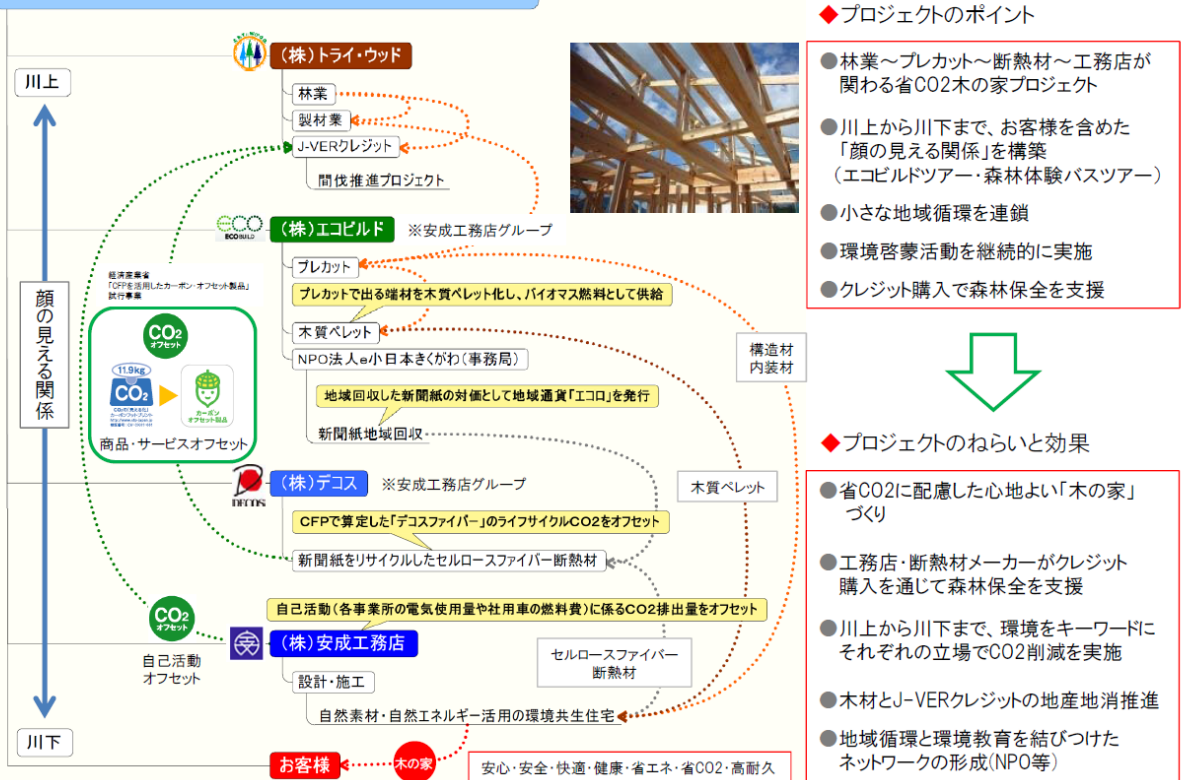 川上
顔の見える関係
川下
(株)トライ・ウッド
林業
製材業
J-VERクレジット
間伐推進プロジェクト
eco
ECO BUILD
(株)エコビルド
※安成工務店グループ
プレカット
プレカットで出る端材を木質ペレット化し、バイオマス燃料として供給
木質ペレット
NPO法人e小日本きくがわ(事務局)
地域回収した新聞紙の対価として地域通貨「エコロ」を発行
新聞紙地域回収
経済産業省
「CFPを活用したカーボン・オフセット製品」
試行事業
CO2
オフセット
11.9kg
CO2
カーボン
オフセット製品
商品・サービスオフセット
DECOS
(株)デコス
※安成工務店グループ
CFPで算定した「デコスファイバー」のライフサイクルCO2をオフセット
新聞紙をリサイクルしたセルロースファイバー断熱材
CO2
オフセット
自己活動
オフセット
自己活動(各事業所の電気使用量や社用車の燃料費)に係るCO2排出量をオフセット
(株)安成工務店
設計・施工
自然素材・自然エネルギー活用の環境共生住宅
お客様
木の家
安心・安全・快適・健康・省エネ・省CO2・高耐久
構造材
内装材
木質ペレット
セルロースファイバー
断熱材
◆プロジェクトのポイント
●林業～プレカット～断熱材～工務店が
関わる省CO2木の家プロジェクト
●川上から川下まで、お客様を含めた
「顔の見える関係」を構築
(エコビルドツアー・森林体験バスツアー)
●小さな地域循環を連鎖
●環境啓蒙活動を継続的に実施
●クレジット購入で森林保全を支援
◆プロジェクトのねらいと効果
●省CO2に配慮した心地よい「木の家」
づくり
●工務店・断熱材メーカーがクレジット
購入を通じて森林保全を支援
●川上から川下まで、環境をキーワードに
それぞれの立場でCO2削減を実施
●木材とJ-VERクレジットの地産地消推進
●地域循環と環境教育を結びつけた
ネットワークの形成(NPO等)